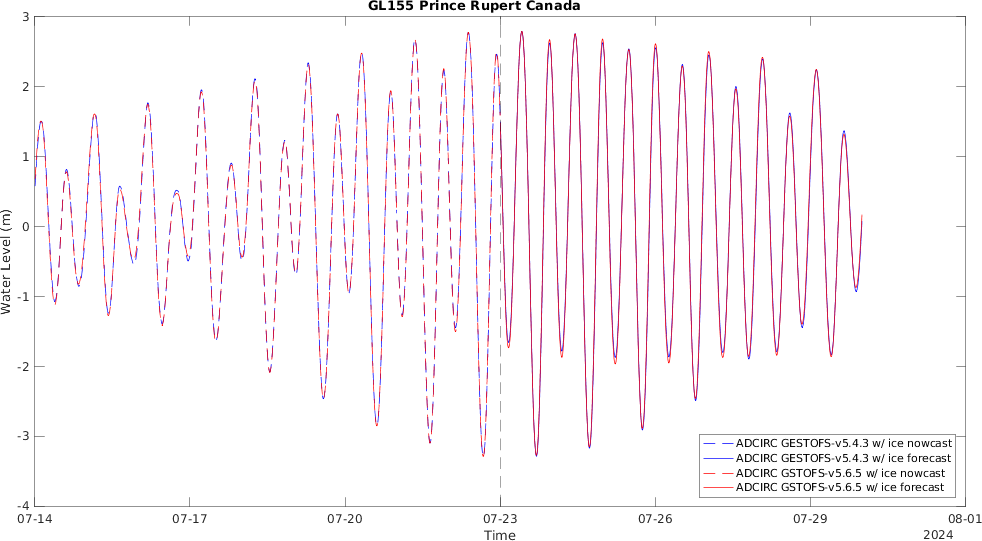 GL155 Prince Rupert Canada
3
2
1
0
-1
-2
-3
-4
Water Level (m)
07-14
07-17
07-20
07-23
07-26
07-29
08-01
Time
2024
ADCIRC GESTOFS-v5.4.3 w/ ice nowcast
ADCIRC GESTOFS-v5.4.3 w/ ice forecast
ADCIRC GSTOFS-v5.6.5 w/ ice nowcast
ADCIRC GSTOFS-v5.6.5 w/ ice forecast